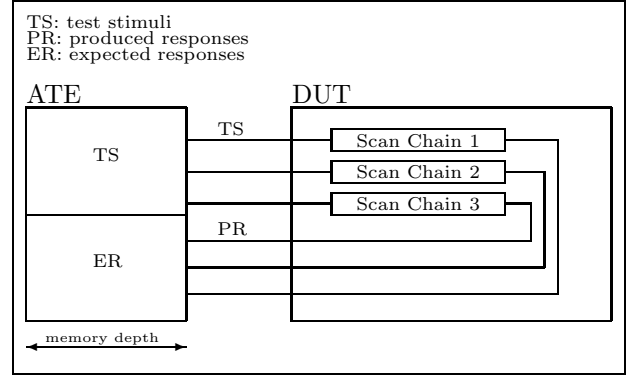 TS: test stimuli
PR: produced responses
ER: expected responses
ATE
DUT
TS
TS
Scan Chain 1
Scan Chain 2
Scan Chain 3
PR
ER
memory depth